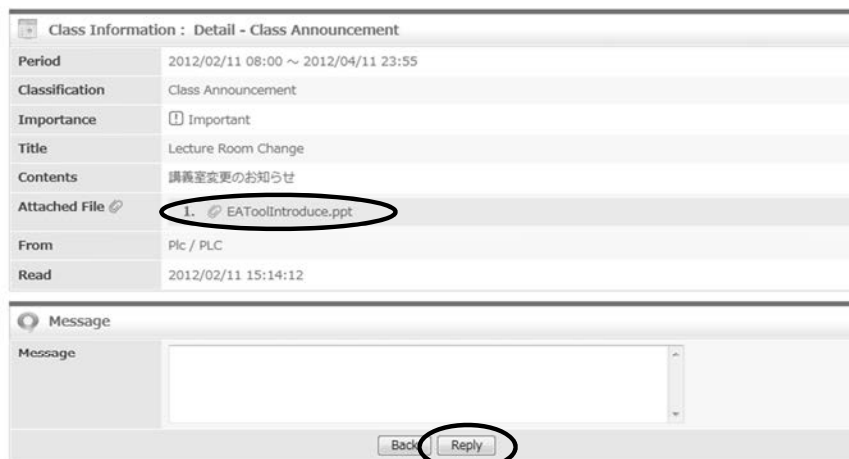 Class Information : Detail - Class Announcement
Period 2012/02/11 08:00 ～ 2012/04/11 23:55
Classification Class Announcement
Importance Important
Title Lecture Room Change
Contents 講義室変更のお知らせ
Attached File 1. EAToolIntroduce.ppt
From Plc / PLC
Read 2012/02/11 15:14:12
Message
Message
Back Reply